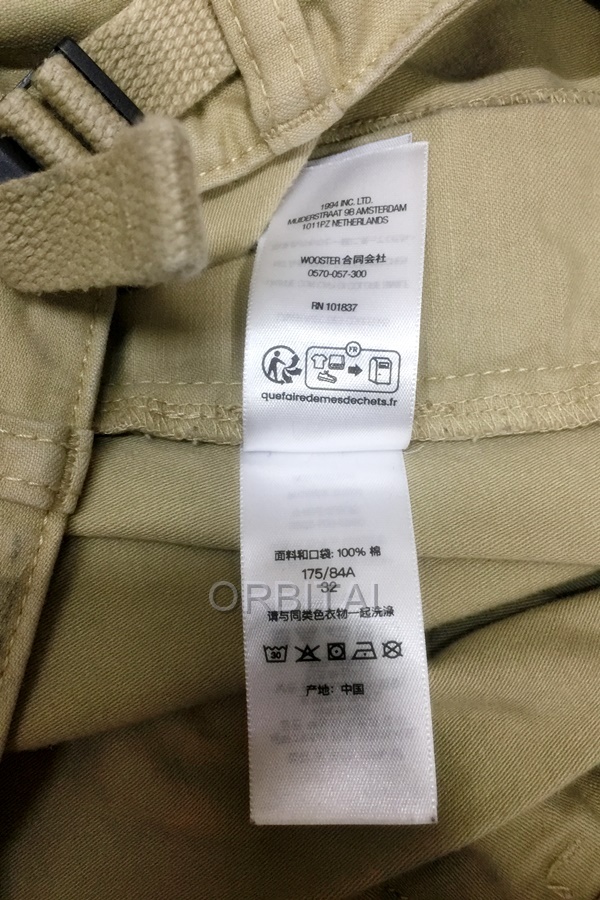 1994 INC. LTD.
MUIDERSTRAAT 9B AMSTERDAM
1011PZ NETHERLANDS
WOOSTER 合同会社
0570-057-300
RN 101837
FR
quefairedemesdechets.fr
面料和口袋: 100% 棉
175/84A
32
ORBITAL
请与同类色衣物一起洗涤
30
产地: 中国